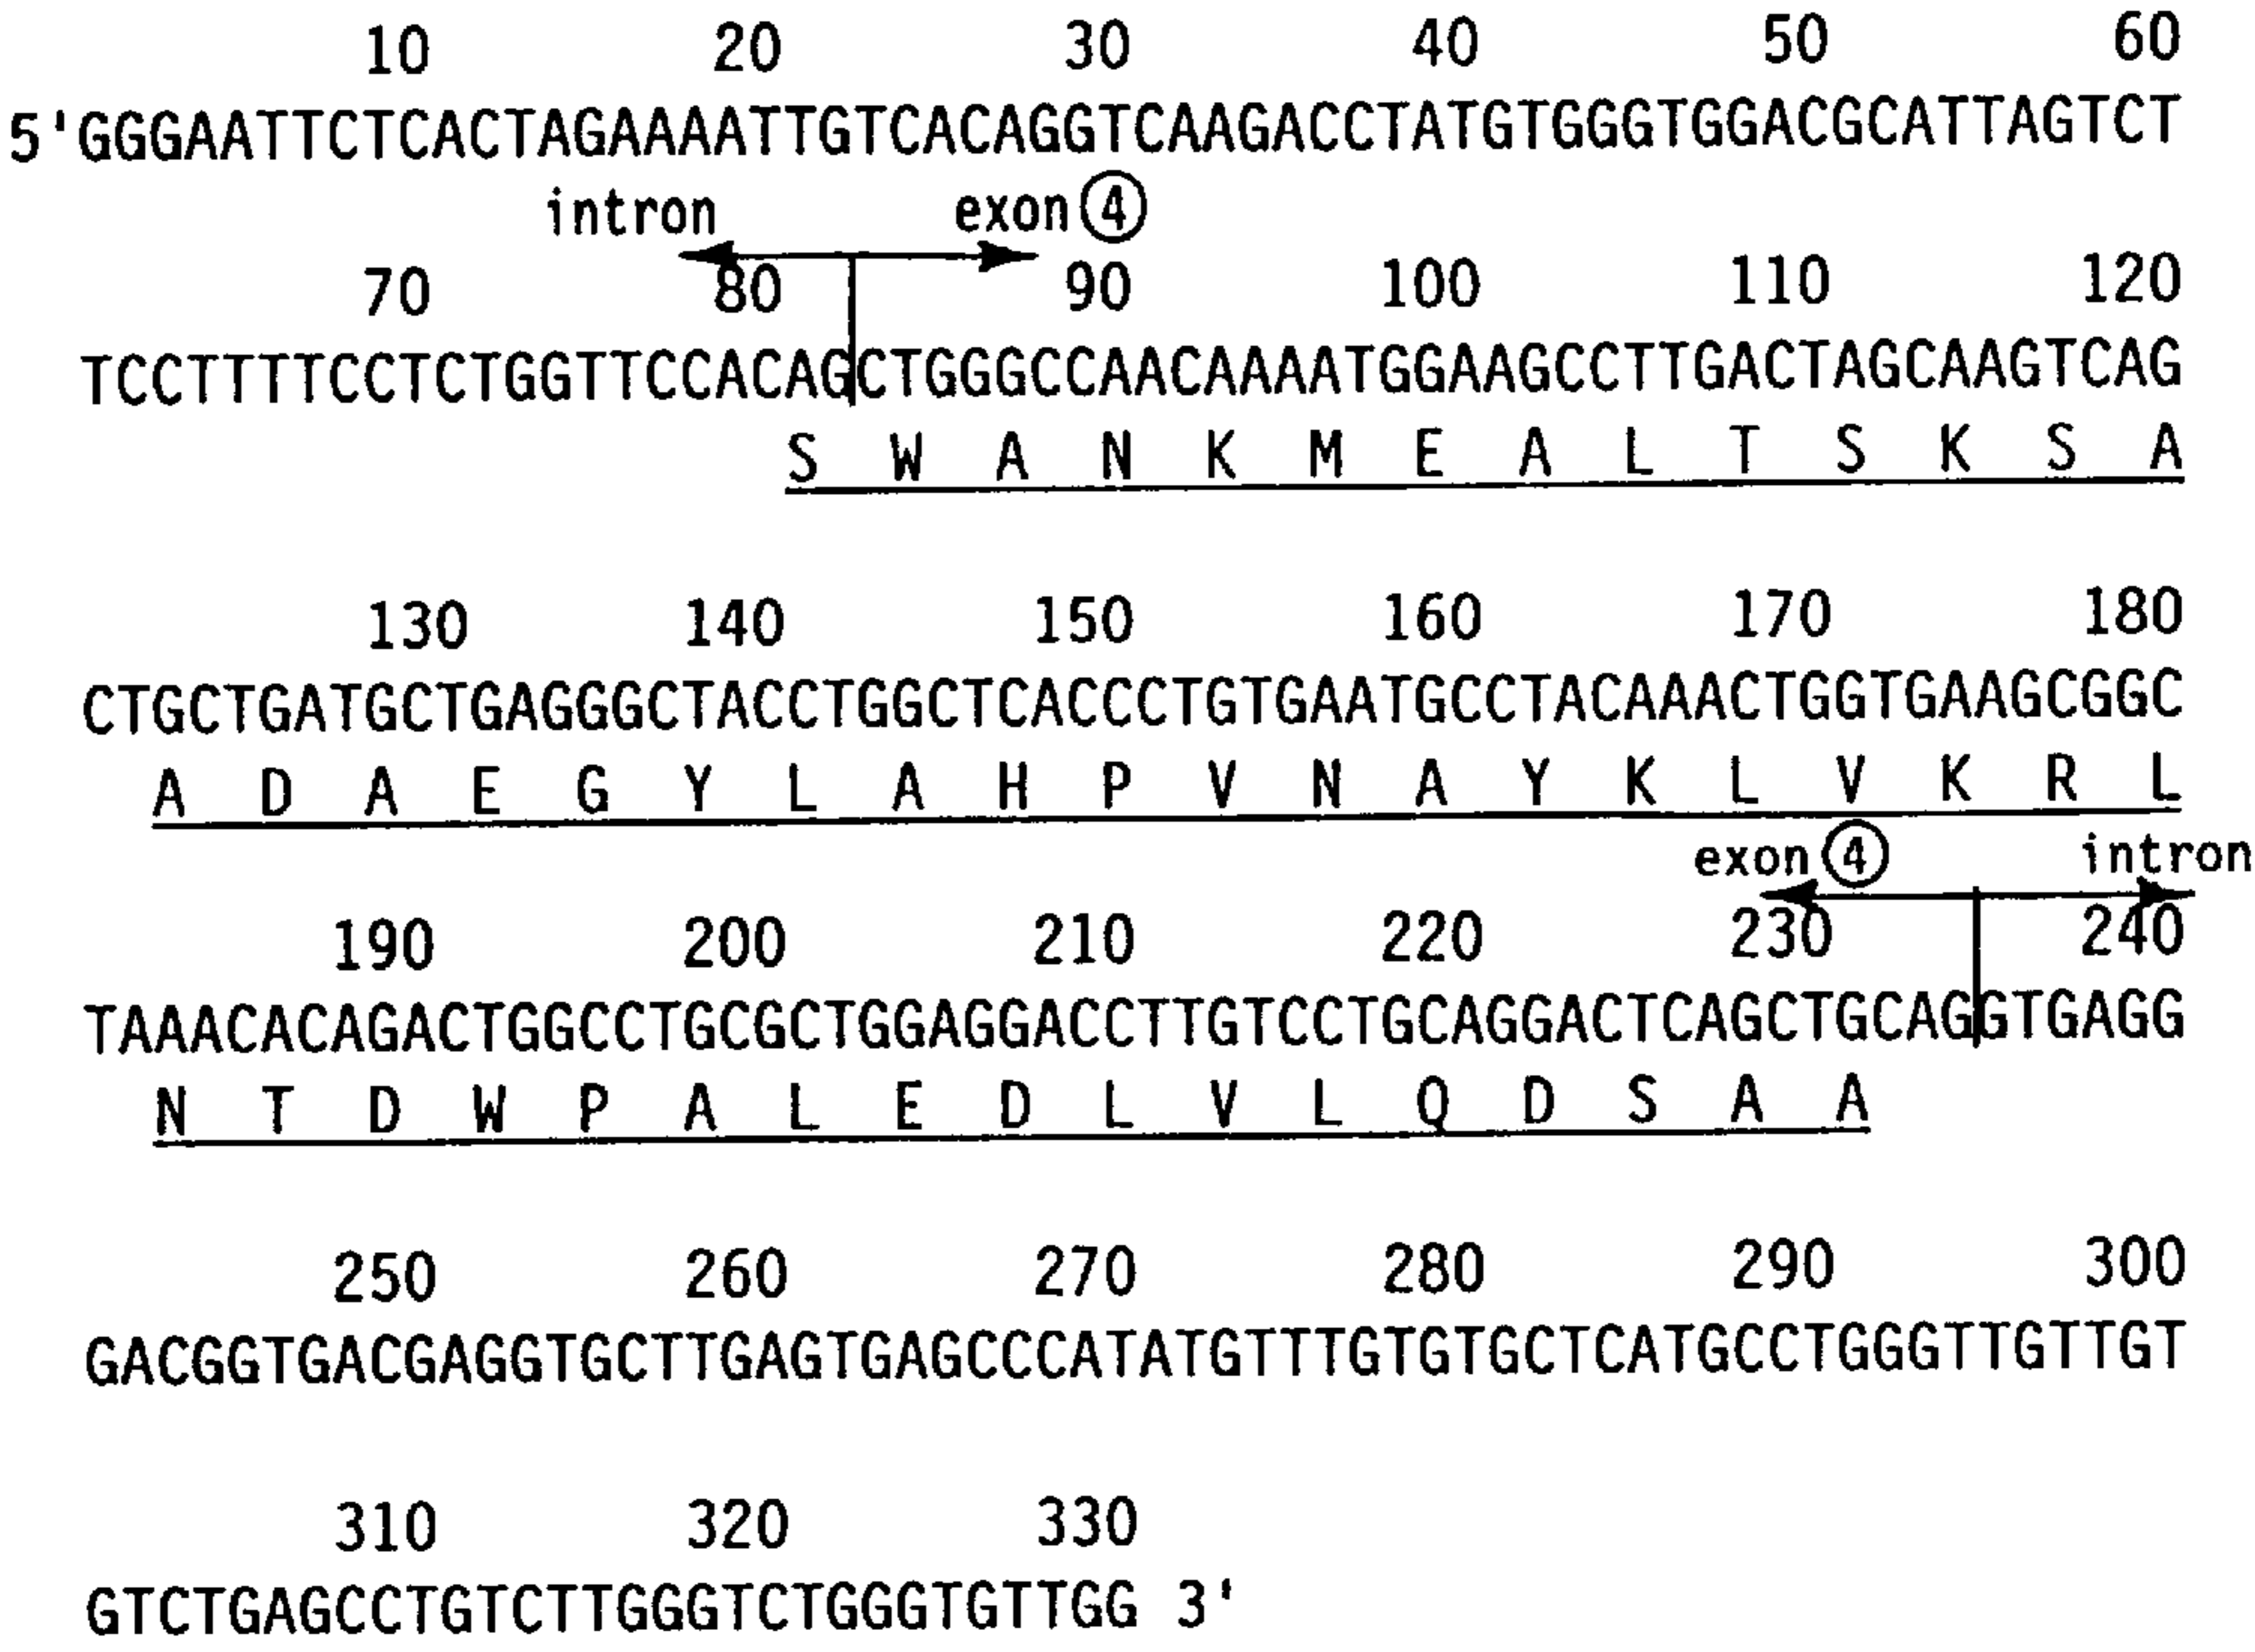 10 20 30 40 50 60
5'GGGAATTCTCACTAGAAAATTGTCACAGGTCAAGACCTATGTGGGTGGACGCATTAGTCT
intron exon④
70 80 90 100 110 120
TCCTTTTCCTCTGGTTCCACAGCTGGGCCAACAAAATGGAAGCCTTGACTAGCAAGTCAG
S W A N K M E A L T S K S A
130 140 150 160 170 180
CTGCTGATGCTGAGGGCTACCTGGCTCACCCTGTGAATGCCTACAAACTGGTGAAGCGGC
A D A E G Y L A H P V N A Y K L V K R L
exon④ intron
190 200 210 220 230 240
TAAACACAGACTGGCCTGCGCTGGAGGACCTTGTCCTGCAGGACTCAGCTGCAGGTGAGG
N T D W P A L E D L V L Q D S A A
250 260 270 280 290 300
GACGGTGACGAGGTGCTTGAGTGAGCCCATATGTTTGTGTGCTCATGCCTGGGTTGTTGT
310 320 330
GTCTGAGCCTGTCTTGGGTCTGGGTGTTGG 3'